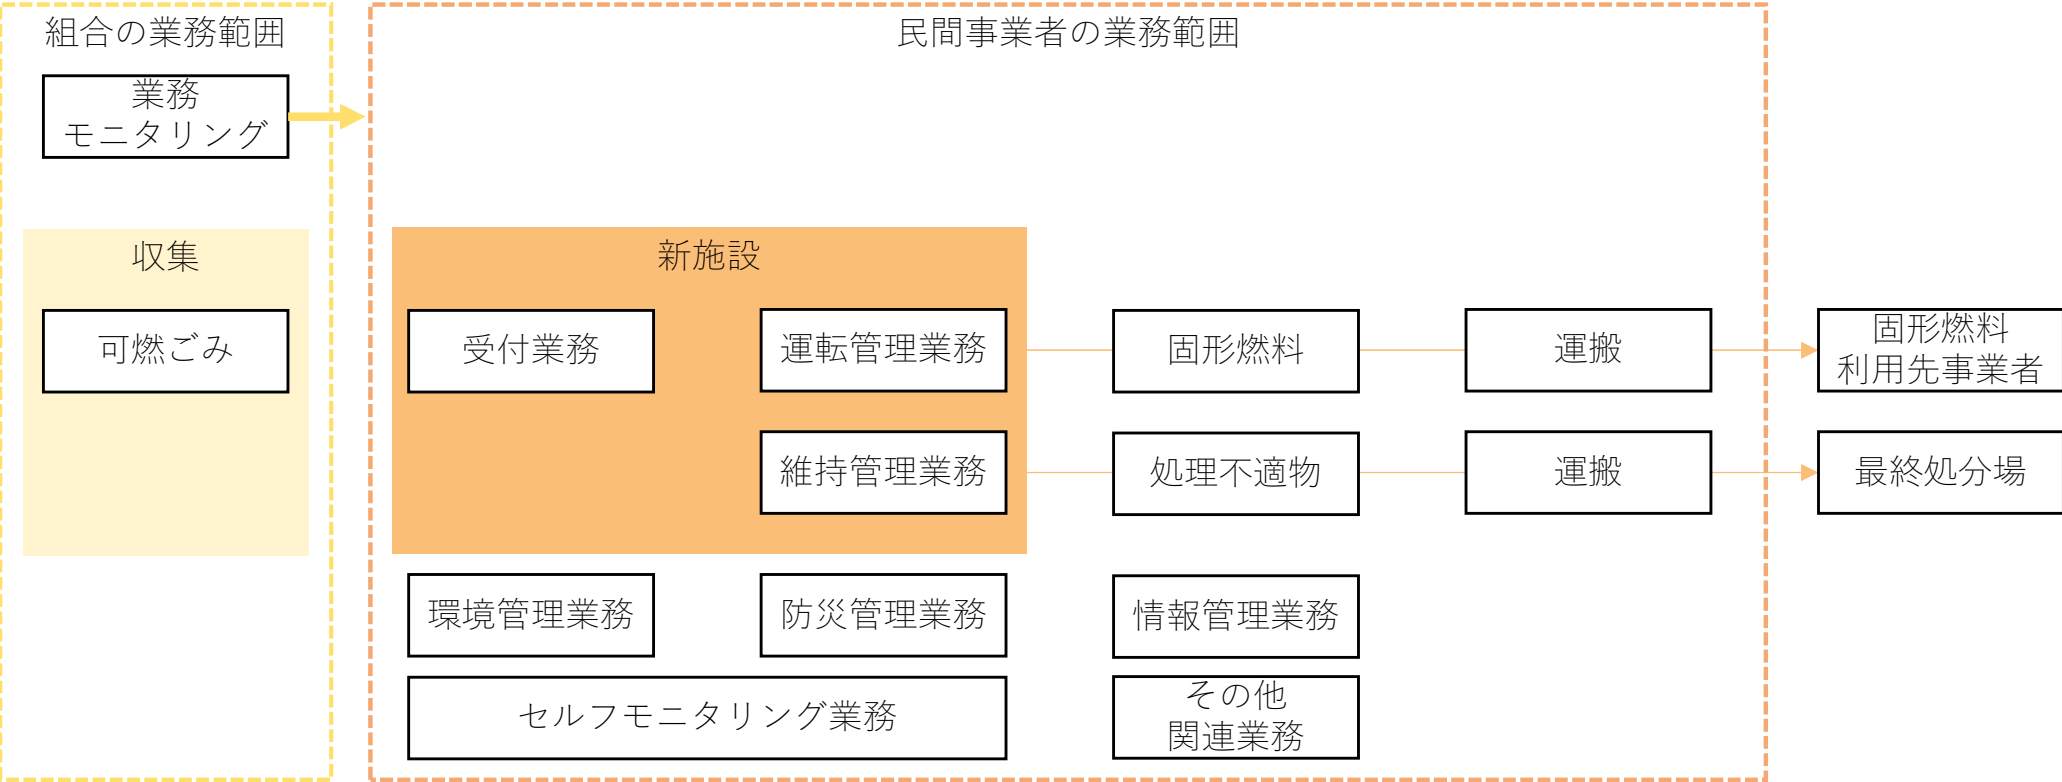 組合の業務範囲
民間事業者の業務範囲
業務
モニタリング
収集
新施設
可燃ごみ
受付業務
運転管理業務
固形燃料
運搬
固形燃料
利用先事業者
維持管理業務
処理不適物
運搬
最終処分場
環境管理業務
防災管理業務
情報管理業務
セルフモニタリング業務
その他
関連業務